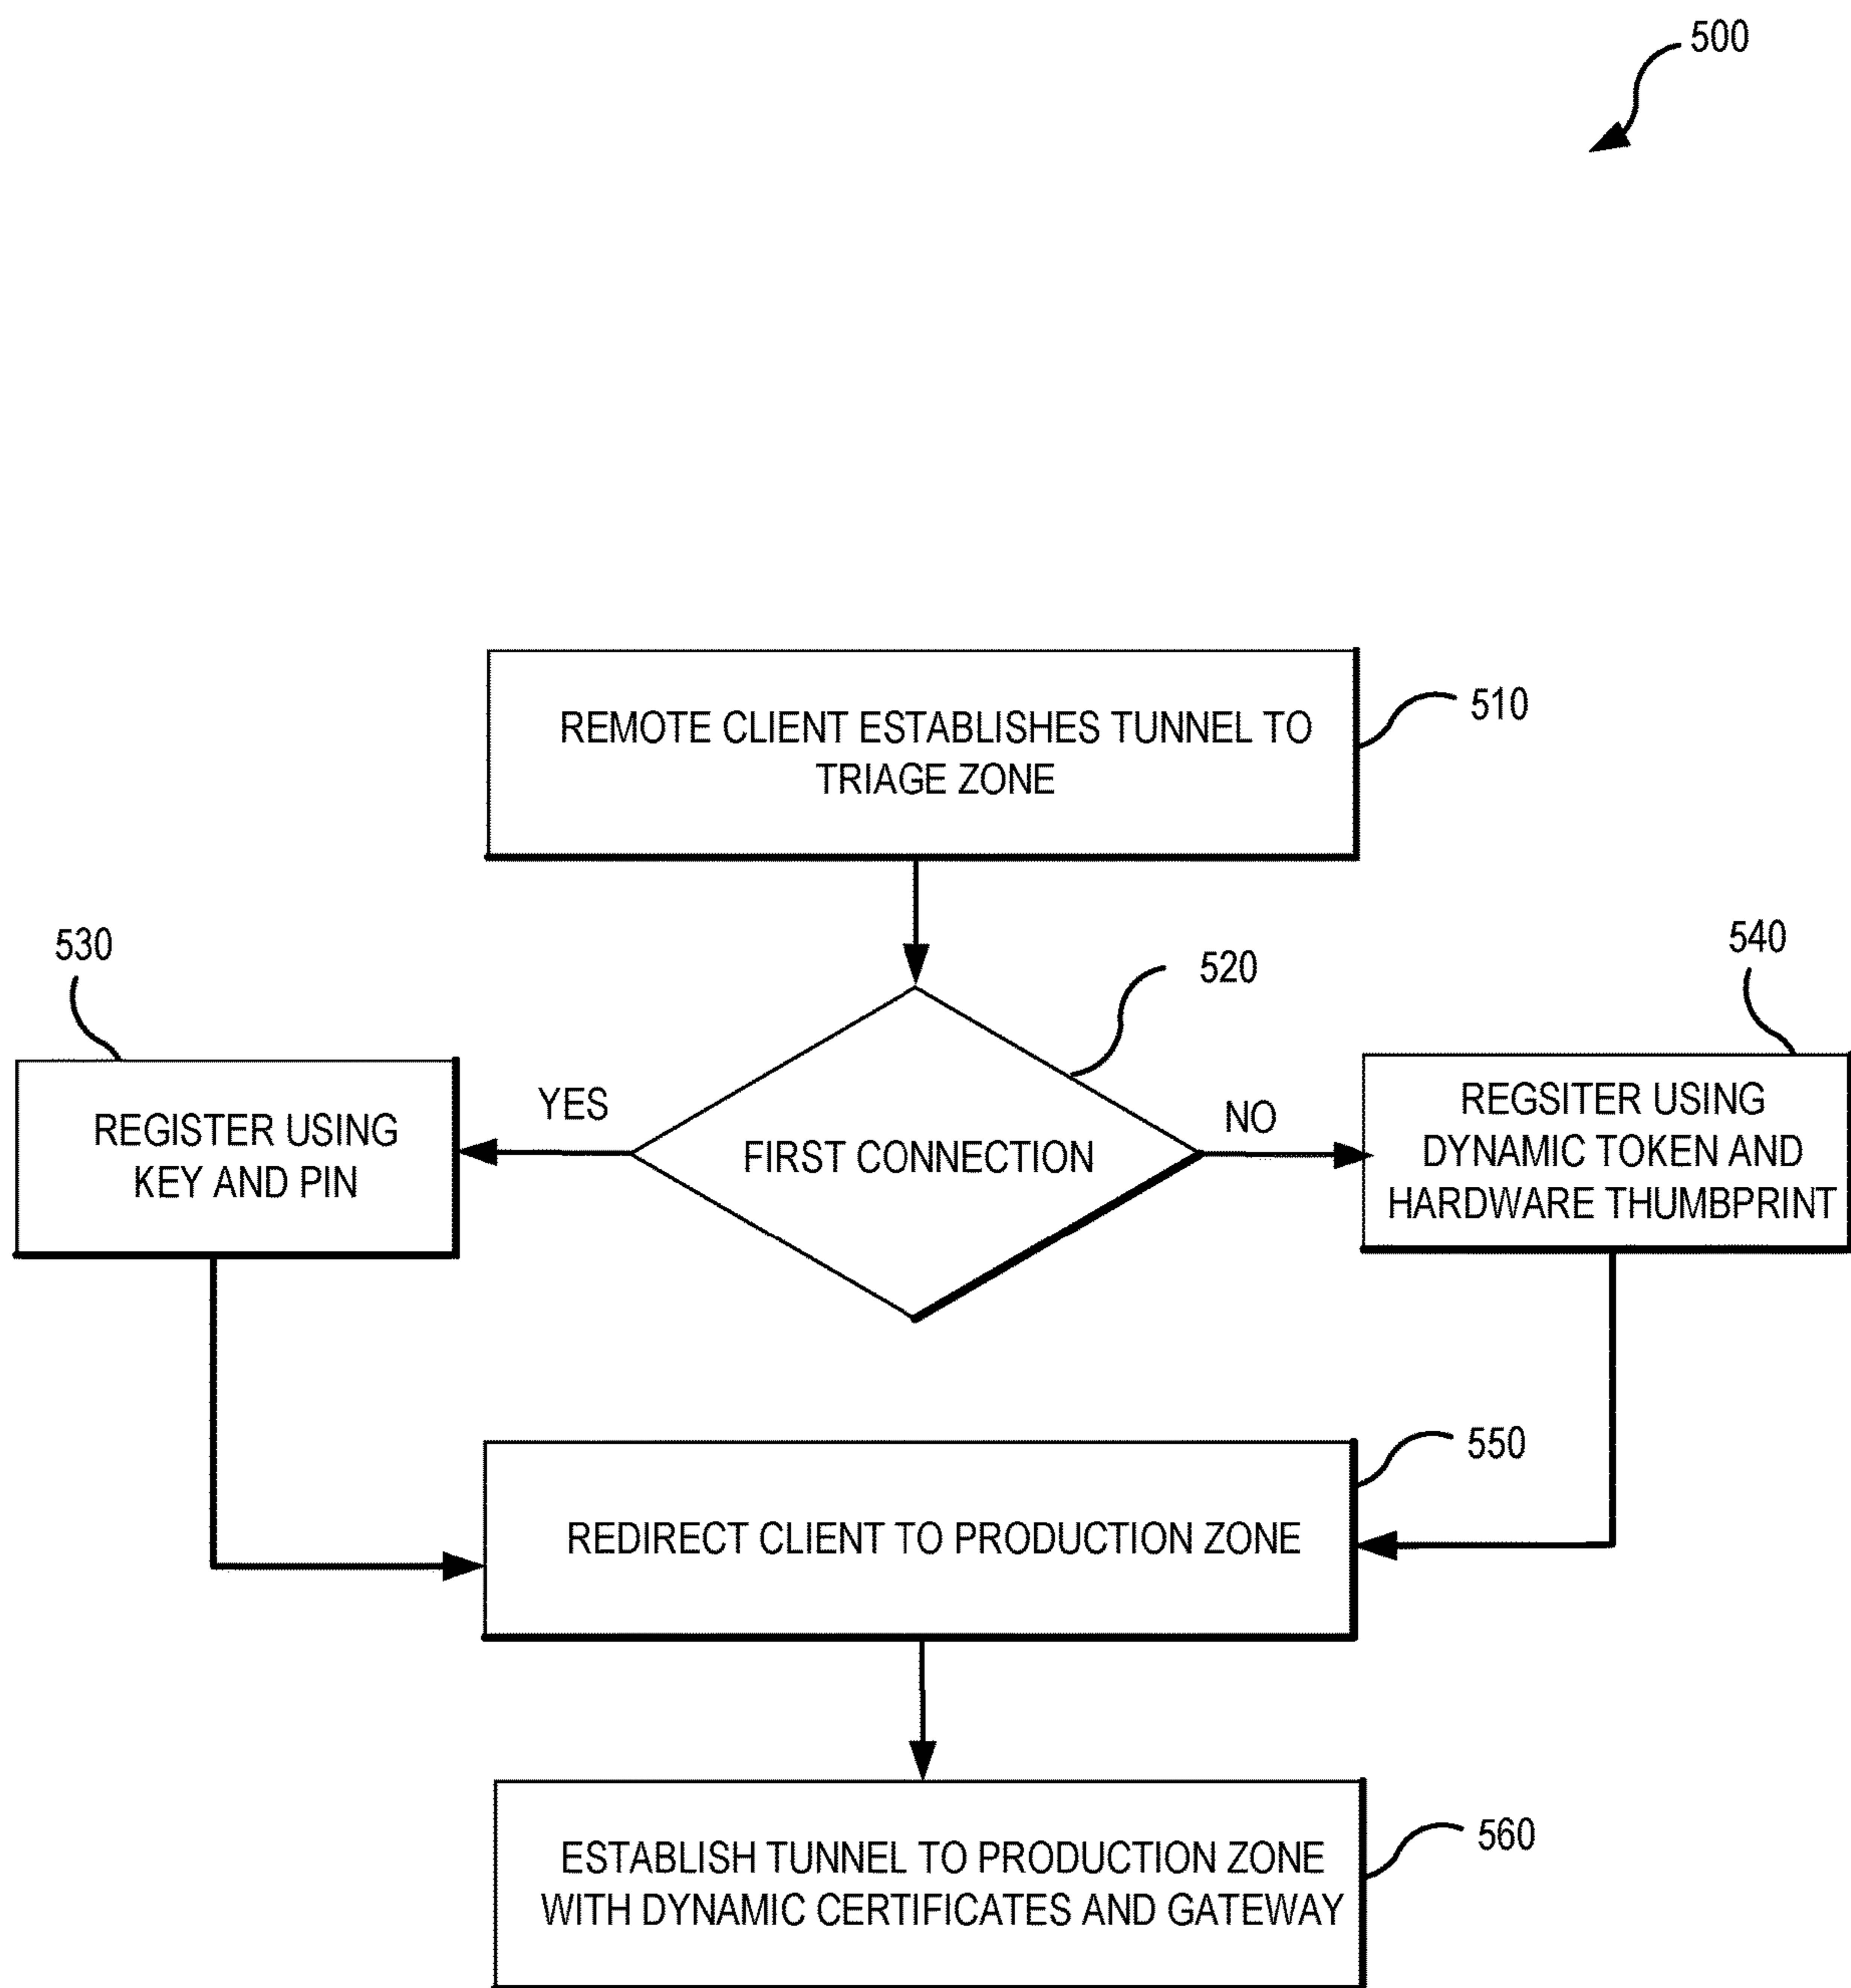 500
REMOTE CLIENT ESTABLISHES TUNNEL TO
TRIAGE ZONE
510
530
520
540
YES
FIRST CONNECTION
NO
REGISTER USING
KEY AND PIN
REGSITER USING
DYNAMIC TOKEN AND
HARDWARE THUMBPRINT
550
REDIRECT CLIENT TO PRODUCTION ZONE
560
ESTABLISH TUNNEL TO PRODUCTION ZONE
WITH DYNAMIC CERTIFICATES AND GATEWAY